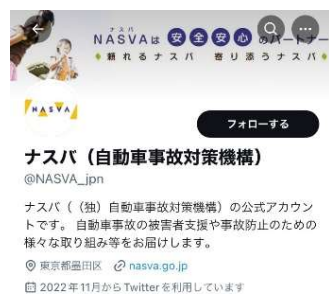 ナスバ
NASVAは 安全安心のパートナー
◆頼れるナスバ 寄り添うナスバ◆
NASVA
フォローする
ナスバ（自動車事故対策機構）
@NASVA_jpn
ナスバ（（独）自動車事故対策機構）の公式アカウン
トです。 自動車事故の被害者支援や事故防止のための
様々な取り組み等をお届けします。
東京都墨田区 nasva.go.jp
2022年11月からTwitterを利用しています